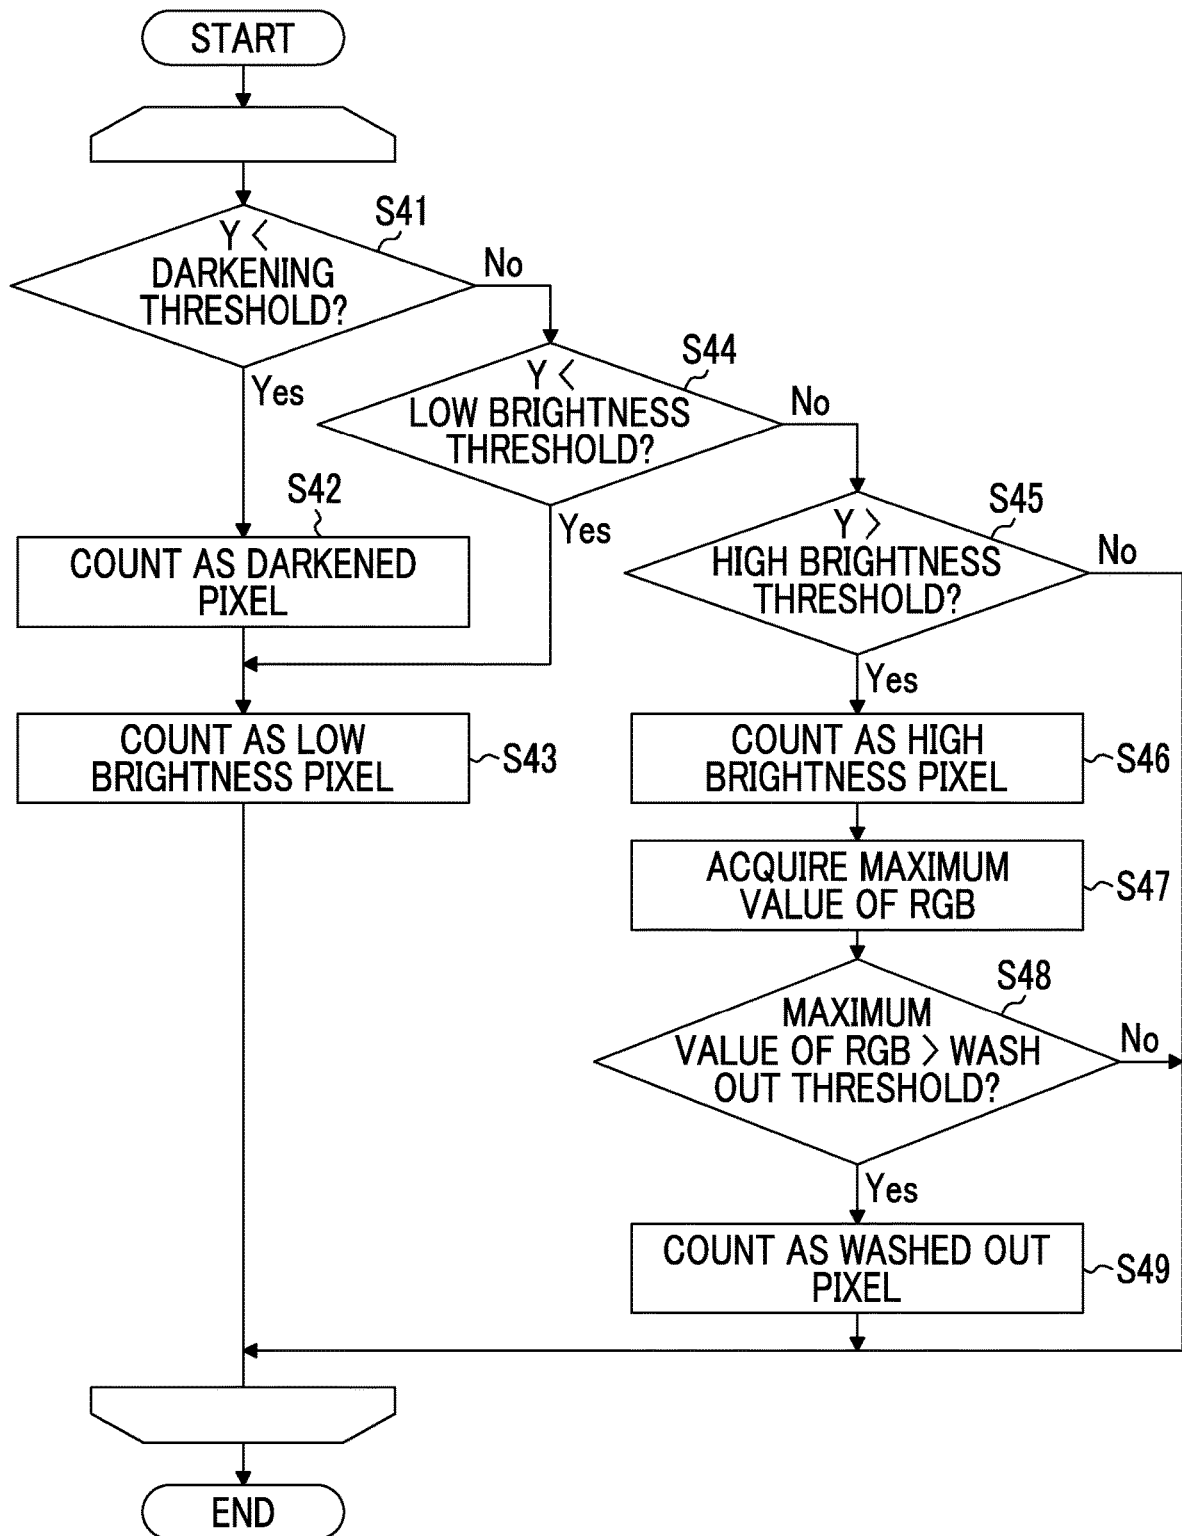 START
S41
Y <
DARKENING
THRESHOLD?
No
Yes
S44
Y <
LOW BRIGHTNESS
THRESHOLD?
No
Yes
S42
COUNT AS DARKENED
PIXEL
S45
Y >
HIGH BRIGHTNESS
THRESHOLD?
No
Yes
COUNT AS LOW
BRIGHTNESS PIXEL
S43
COUNT AS HIGH
BRIGHTNESS PIXEL
S46
ACQUIRE MAXIMUM
VALUE OF RGB
S47
S48
MAXIMUM
VALUE OF RGB > WASH
OUT THRESHOLD?
No
Yes
COUNT AS WASHED OUT
PIXEL
S49
END